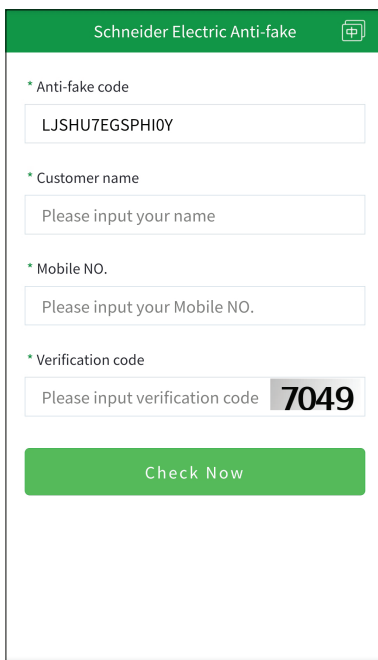 Schneider Electric Anti-fake 中
* Anti-fake code
LJSHU7EGSPHI0Y
* Customer name
Please input your name
* Mobile NO.
Please input your Mobile NO.
* Verification code
Please input verification code 7049
Check Now